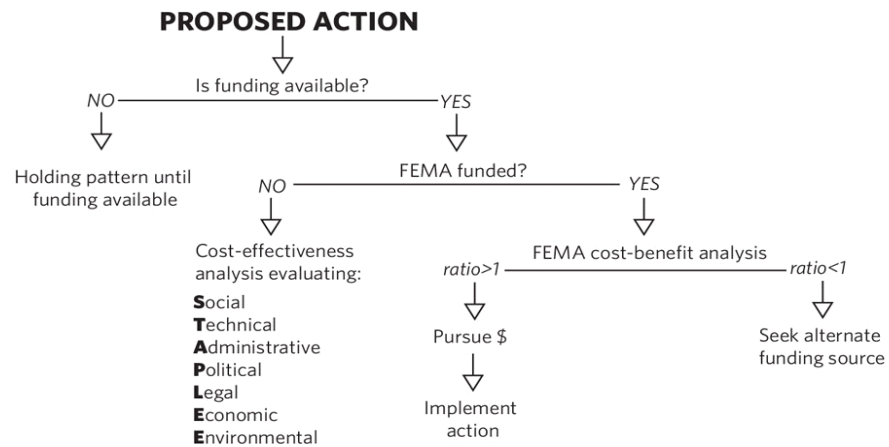 PROPOSED ACTION
Is funding available?
NO
YES
Holding pattern until
funding available
FEMA funded?
NO
YES
Cost-effectiveness
analysis evaluating:
Social
Technical
Administrative
Political
Legal
Economic
Environmental
FEMA cost-benefit analysis
ratio>1
ratio<1
Pursue $
Implement
action
Seek alternate
funding source